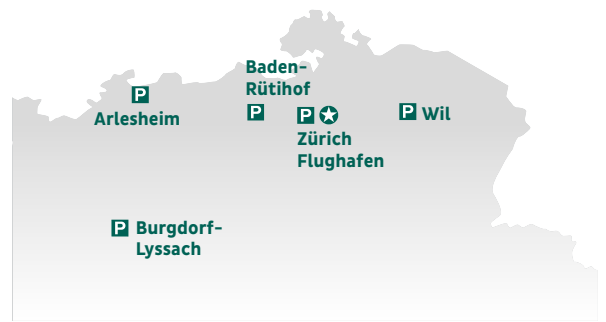 Baden-
Rütihof
P
P
Arlesheim
P
Zürich
Flughafen
P
Wil
P
Burgdorf-
Lyssach